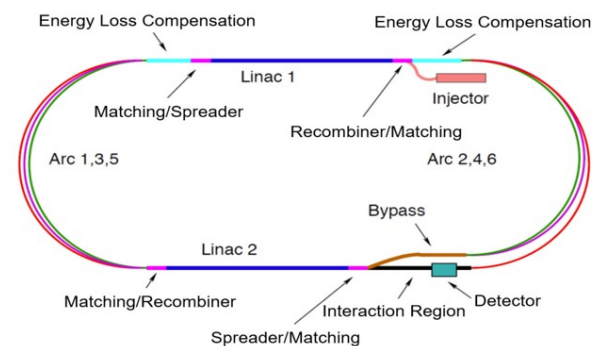 Energy Loss Compensation
Energy Loss Compensation
Linac 1
Injector
Matching/Spreader
Recombiner/Matching
Arc 1,3,5
Arc 2,4,6
Bypass
Linac 2
Matching/Recombiner
Interaction Region
Detector
Spreader/Matching